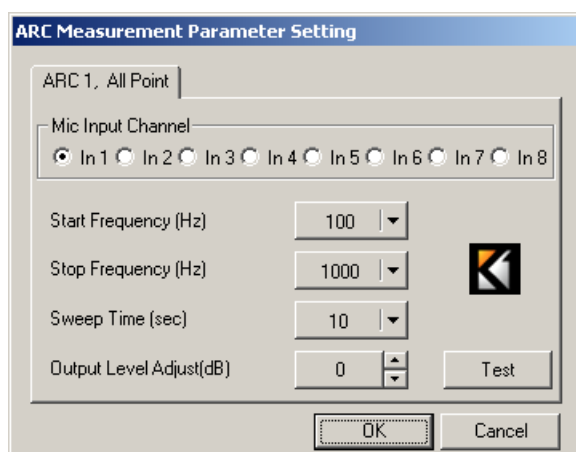 ARC Measurement Parameter Setting
ARC 1, All Point
Mic Input Channel
In 1 In 2 In 3 In 4 In 5 In 6 In 7 In 8
Start Frequency (Hz) 100
Stop Frequency (Hz) 1000
Sweep Time (sec) 10
Output Level Adjust(dB) 0 Test
OK Cancel